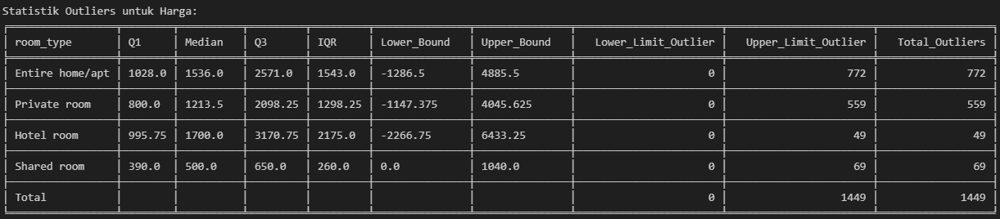 Statistik Outliers untuk Harga:
room_type Q1 Median Q3 IQR Lower_Bound Upper_Bound Lower_Limit_Outlier Upper_Limit_Outlier Total_Outliers
Entire home/apt 1028.0 1536.0 2571.0 1543.0 -1286.5 4885.5 0 772 772
Private room 800.0 1213.5 2098.25 1298.25 -1147.375 4045.625 0 559 559
Hotel room 995.75 1700.0 3170.75 2175.0 -2266.75 6433.25 0 49 49
Shared room 390.0 500.0 650.0 260.0 0.0 1040.0 0 69 69
Total 0 1449 1449